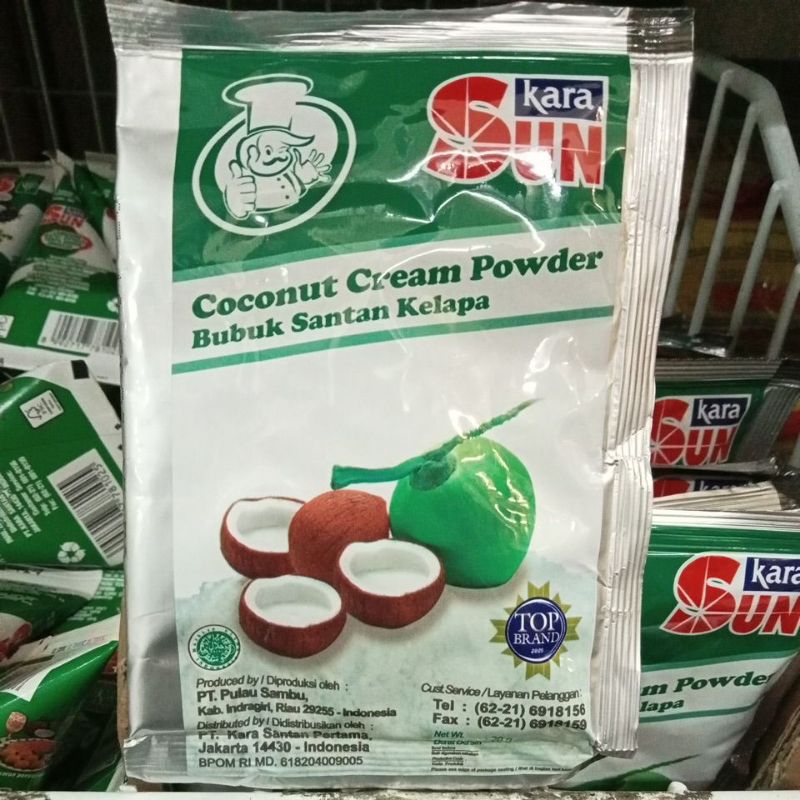 kara
SUN
Coconut Cream Powder
Bubuk Santan Kelapa
TOP
BRAND
2025
Produced by / Diproduksi oleh :
PT. Pulau Sambu,
Kab. Indragiri, Riau 29255 - Indonesia
Distributed by / Didistribusikan oleh :
PT. Kara Santan Pertama,
Jakarta 14430 - Indonesia
BPOM RI MD. 618204009005
Cust.Service / Layanan Pelanggan :
Tel : (62-21) 6918156
Fax : (62-21) 6918159
Net Wt.
20 g
kara
SUN
kara
SUN
m Powder
lapa
SUN